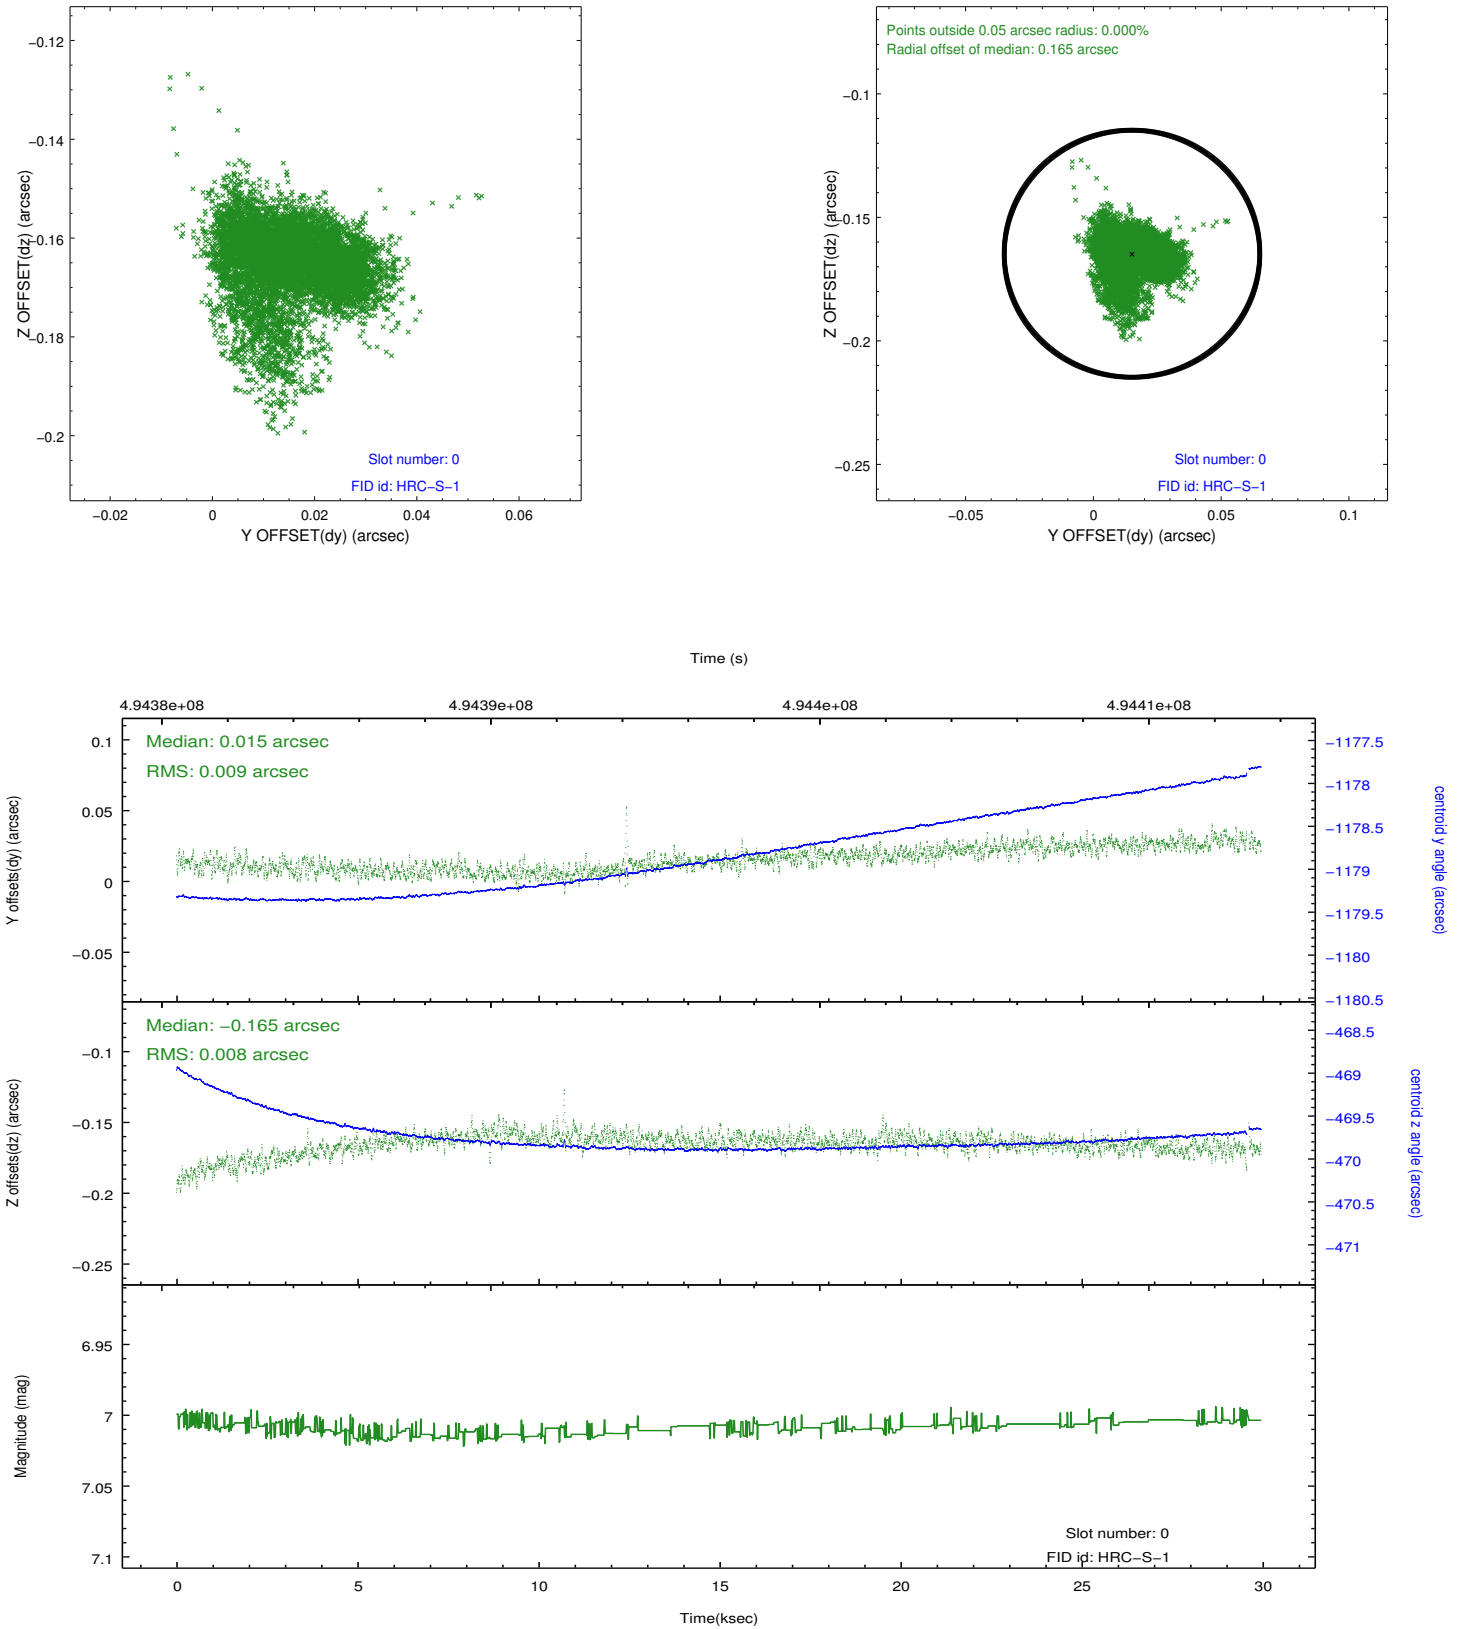 −0.12
−0.14
−0.16
−0.18
−0.2
Z OFFSET(dz) (arcsec)
Slot number: 0
FID id: HRC−S−1
−0.02 0 0.02 0.04 0.06
Y OFFSET(dy) (arcsec)
Points outside 0.05 arcsec radius: 0.000%
Radial offset of median: 0.165 arcsec
−0.1
−0.15
−0.2
−0.25
Z OFFSET(dz) (arcsec)
Slot number: 0
FID id: HRC−S−1
−0.05 0 0.05 0.1
Y OFFSET(dy) (arcsec)
Time (s)
4.9438e+08 4.9439e+08 4.944e+08 4.9441e+08
Median: 0.015 arcsec
RMS: 0.009 arcsec
0.1
0.05
0
−0.05
Y offsets(dy) (arcsec)
−1177.5
−1178
−1178.5
−1179
−1179.5
−1180
−1180.5
centroid y angle (arcsec)
Median: −0.165 arcsec
RMS: 0.008 arcsec
−0.1
−0.15
−0.2
−0.25
Z offsets(dz) (arcsec)
−468.5
−469
−469.5
−470
−470.5
−471
centroid z angle (arcsec)
6.95
7
7.05
7.1
Magnitude (mag)
Slot number: 0
FID id: HRC−S−1
0 5 10 15 20 25 30
Time(ksec)